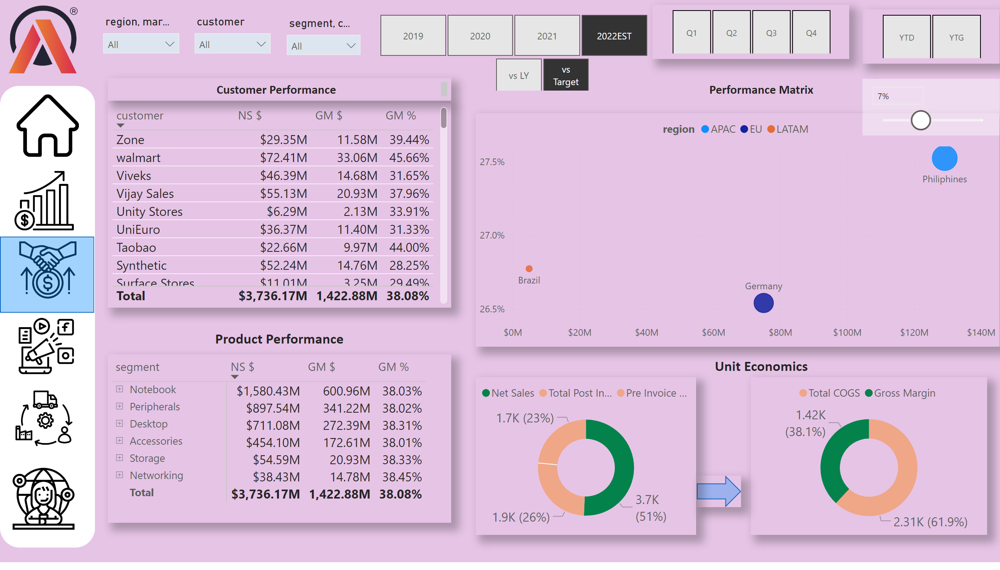 ®
region, mar...
customer
segment, c...
All
All
All
2019
2020
2021
2022EST
Q1
Q2
Q3
Q4
YTD
YTG
vs LY
vs
Target
Customer Performance
customer NS $ GM $ GM %
Zone $29.35M 11.58M 39.44%
walmart $72.41M 33.06M 45.66%
Viveks $46.39M 14.68M 31.65%
Vijay Sales $55.13M 20.93M 37.96%
Unity Stores $6.29M 2.13M 33.91%
UniEuro $36.37M 11.40M 31.33%
Taobao $22.66M 9.97M 44.00%
Synthetic $52.24M 14.76M 28.25%
Surface Stores $11.01M 3.25M 29.49%
Total $3,736.17M 1,422.88M 38.08%
Performance Matrix
7%
region APAC EU LATAM
27.5%
27.0%
26.5%
Philiphines
Brazil
Germany
$0M $20M $40M $60M $80M $100M $120M $140M
Product Performance
segment NS $ GM $ GM %
Notebook $1,580.43M 600.96M 38.03%
Peripherals $897.54M 341.22M 38.02%
Desktop $711.08M 272.39M 38.31%
Accessories $454.10M 172.61M 38.01%
Storage $54.59M 20.93M 38.33%
Networking $38.43M 14.78M 38.45%
Total $3,736.17M 1,422.88M 38.08%
Unit Economics
Net Sales Total Post In... Pre Invoice ...
1.7K (23%)
3.7K
(51%)
1.9K (26%)
Total COGS Gross Margin
1.42K
(38.1%)
2.31K (61.9%)